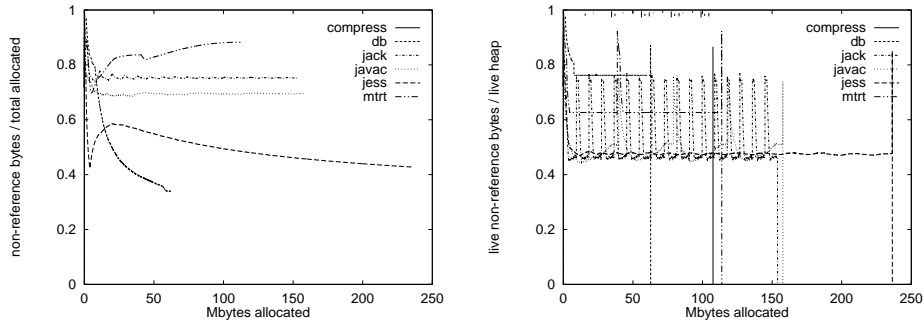 1
0.8
0.6
0.4
0.2
0
0 50 100 150 200 250
non-reference bytes / total allocated
Mbytes allocated
compress
db
jack
javac
jess
mtrt
1
0.8
0.6
0.4
0.2
0
0 50 100 150 200 250
live non-reference bytes / live heap
Mbytes allocated
compress
db
jack
javac
jess
mtrt